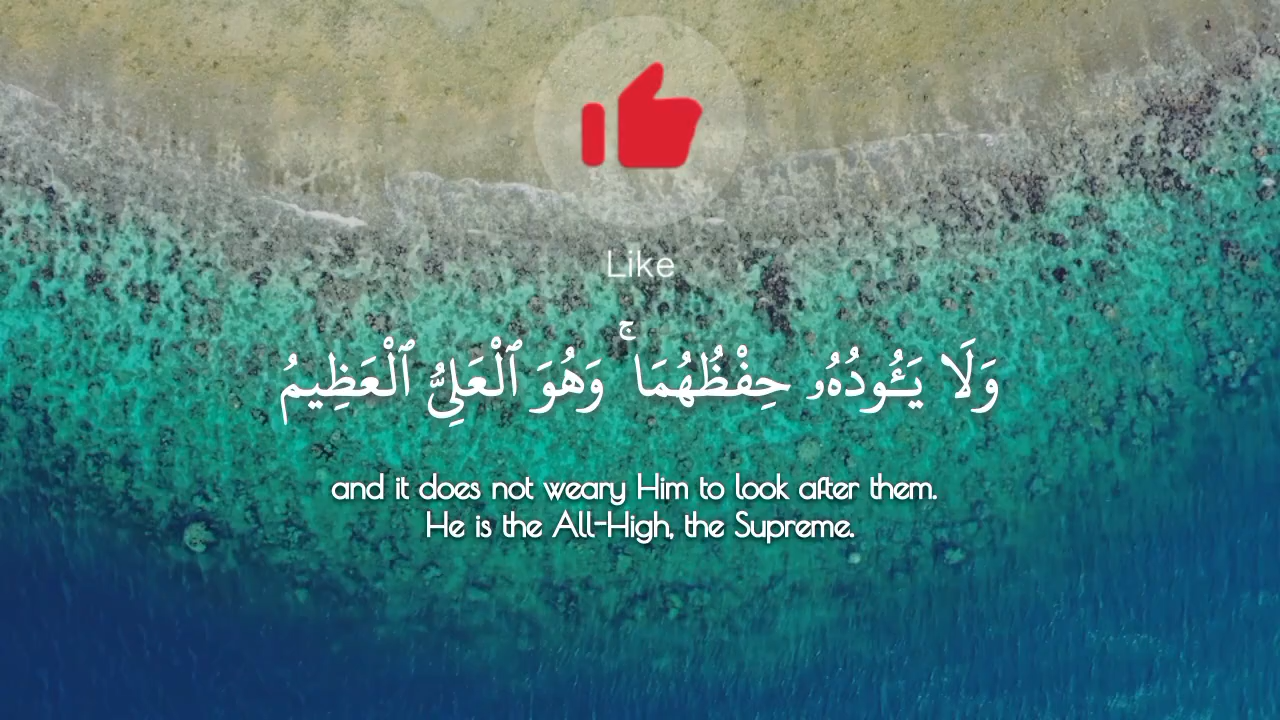 Like
وَلَا يَـُٔودُهُۥ حِفْظُهُمَا ۚ وَهُوَ ٱلْعَلِىُّ ٱلْعَظِيمُ
and it does not weary Him to look after them.
He is the All-High, the Supreme.